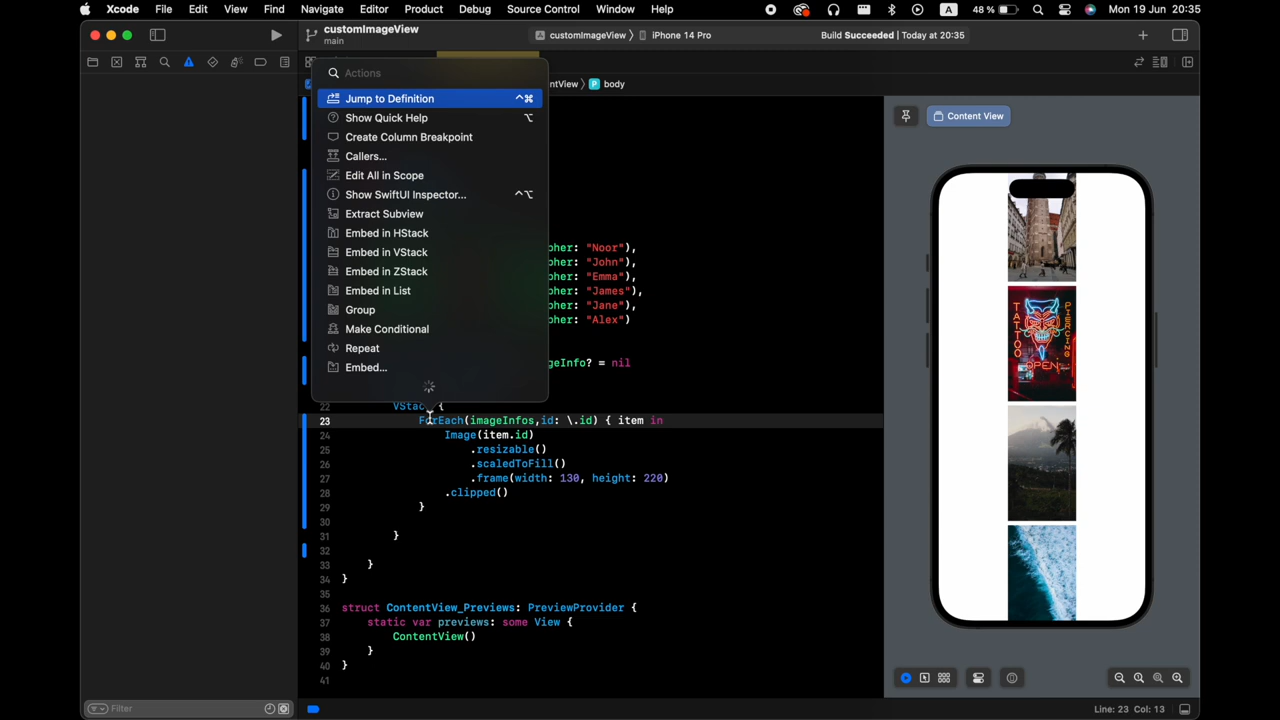 Xcode File Edit View Find Navigate Editor Product Debug Source Control Window Help A 48 % Mon 19 Jun 20:35
customImageView
main
customImageView 〉 iPhone 14 Pro
Build Succeeded | Today at 20:35
ntView 〉 P body
Actions
Jump to Definition ^⌘
Show Quick Help ⌥
Create Column Breakpoint
Callers...
Edit All in Scope
Show SwiftUI Inspector... ^⌥
Extract Subview
Embed in HStack
Embed in VStack
Embed in ZStack
Embed in List
Group
Make Conditional
Repeat
Embed...
pher: "Noor"),
pher: "John"),
pher: "Emma"),
pher: "James"),
pher: "Jane"),
pher: "Alex")
geInfo? = nil
22 VStack {
23 ForEach(imageInfos,id: \.id) { item in
24 Image(item.id)
25 .resizable()
26 .scaledToFill()
27 .frame(width: 130, height: 220)
28 .clipped()
29 }
30
31 }
32
33 }
34 }
35
36 struct ContentView_Previews: PreviewProvider {
37 static var previews: some View {
38 ContentView()
39 }
40 }
41
Content View
TATTOO
PIERCING
OPEN
Filter
Line: 23 Col: 13